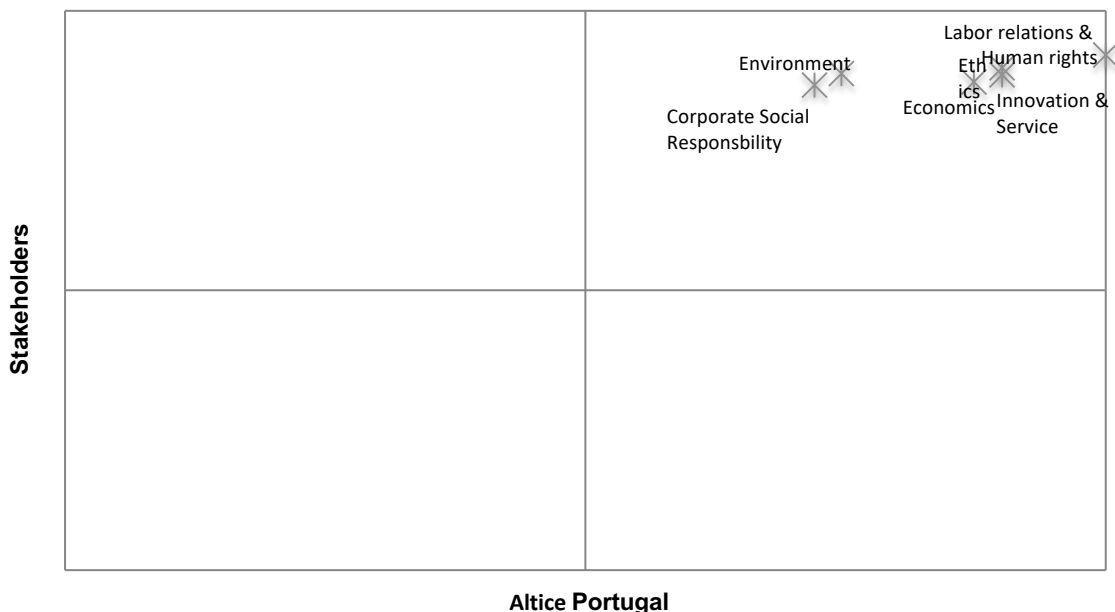 Labor relations &
Human rights
Environment
Eth
ics
Economics
Innovation &
Service
Corporate Social
Responsbility
Stakeholders
Altice Portugal